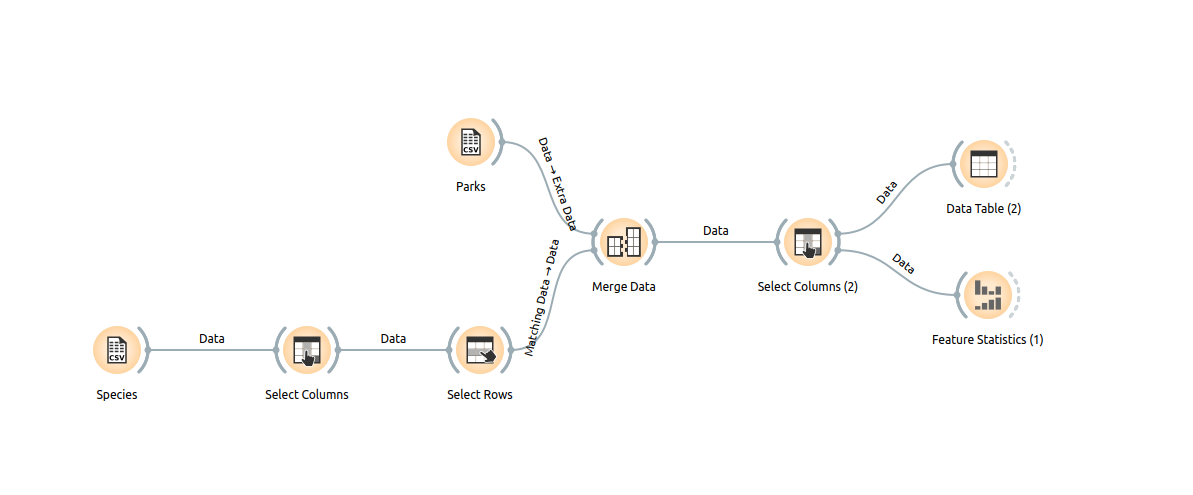 CSV
Parks
Data → Extra Data
Matching Data → Data
CSV
Species
Data
Select Columns
Data
Select Rows
Merge Data
Data
Select Columns (2)
Data
Data Table (2)
Data
Feature Statistics (1)